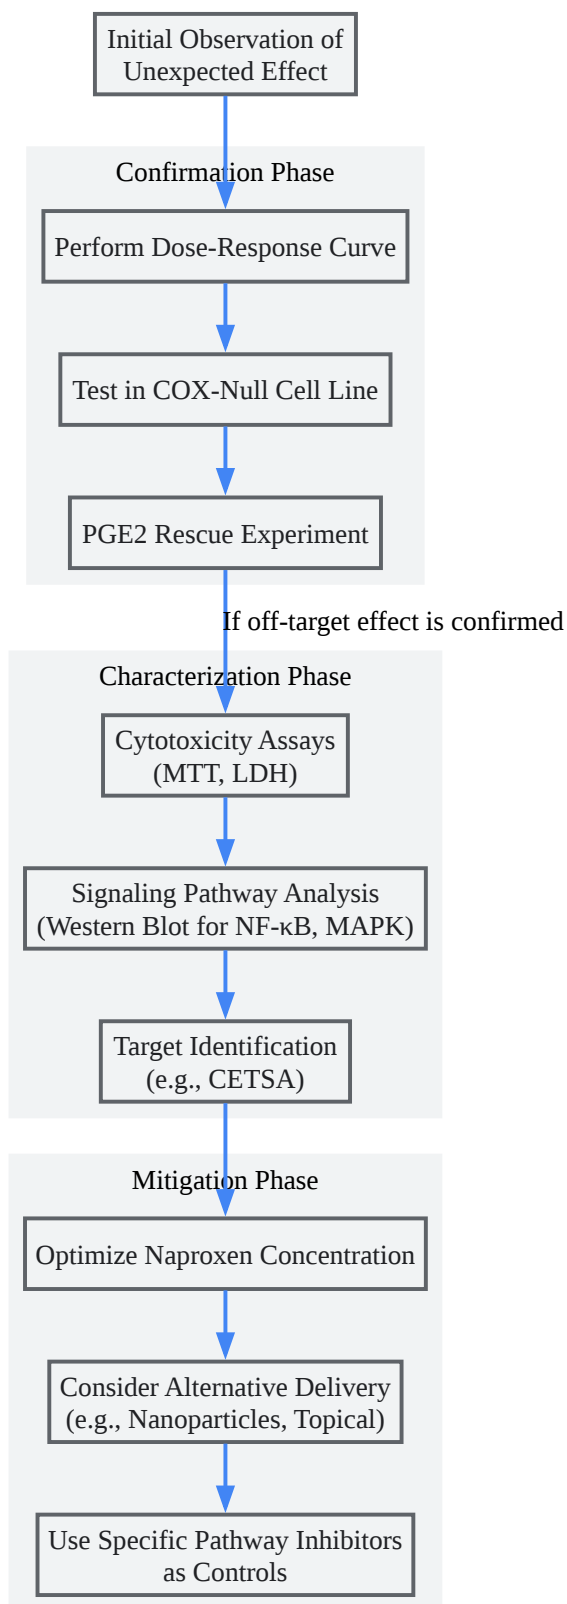 Initial Observation of
Unexpected Effect
Confirmation Phase
Perform Dose-Response Curve
Test in COX-Null Cell Line
PGE2 Rescue Experiment
If off-target effect is confirmed
Characterization Phase
Cytotoxicity Assays
(MTT, LDH)
Signaling Pathway Analysis
(Western Blot for NF-κB, MAPK)
Target Identification
(e.g., CETSA)
Mitigation Phase
Optimize Naproxen Concentration
Consider Alternative Delivery
(e.g., Nanoparticles, Topical)
Use Specific Pathway Inhibitors
as Controls